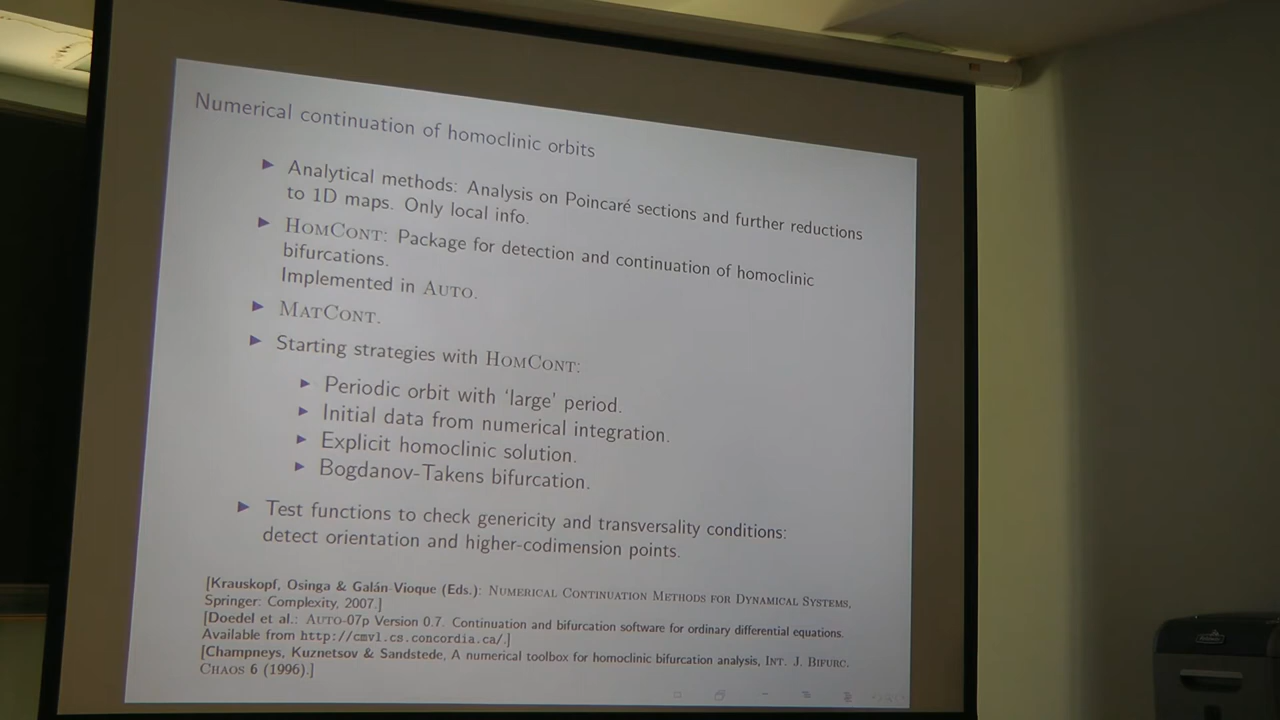 Numerical continuation of homoclinic orbits
Analytical methods: Analysis on Poincaré sections and further reductions
to 1D maps. Only local info.
HOMCONT: Package for detection and continuation of homoclinic
bifurcations.
Implemented in AUTO.
MATCONT.
Starting strategies with HOMCONT:
Periodic orbit with 'large' period.
Initial data from numerical integration.
Explicit homoclinic solution.
Bogdanov-Takens bifurcation.
Test functions to check genericity and transversality conditions:
detect orientation and higher-codimension points.
[Krauskopf, Osinga & Galán-Vioque (Eds.): NUMERICAL CONTINUATION METHODS FOR DYNAMICAL SYSTEMS,
Springer: Complexity, 2007.]
[Doedel et al.: AUTO-07p Version 0.7. Continuation and bifurcation software for ordinary differential equations.
Available from http://cmvl.cs.concordia.ca/.]
[Champneys, Kuznetsov & Sandstede, A numerical toolbox for homoclinic bifurcation analysis, INT. J. BIFURC.
CHAOS 6 (1996).]